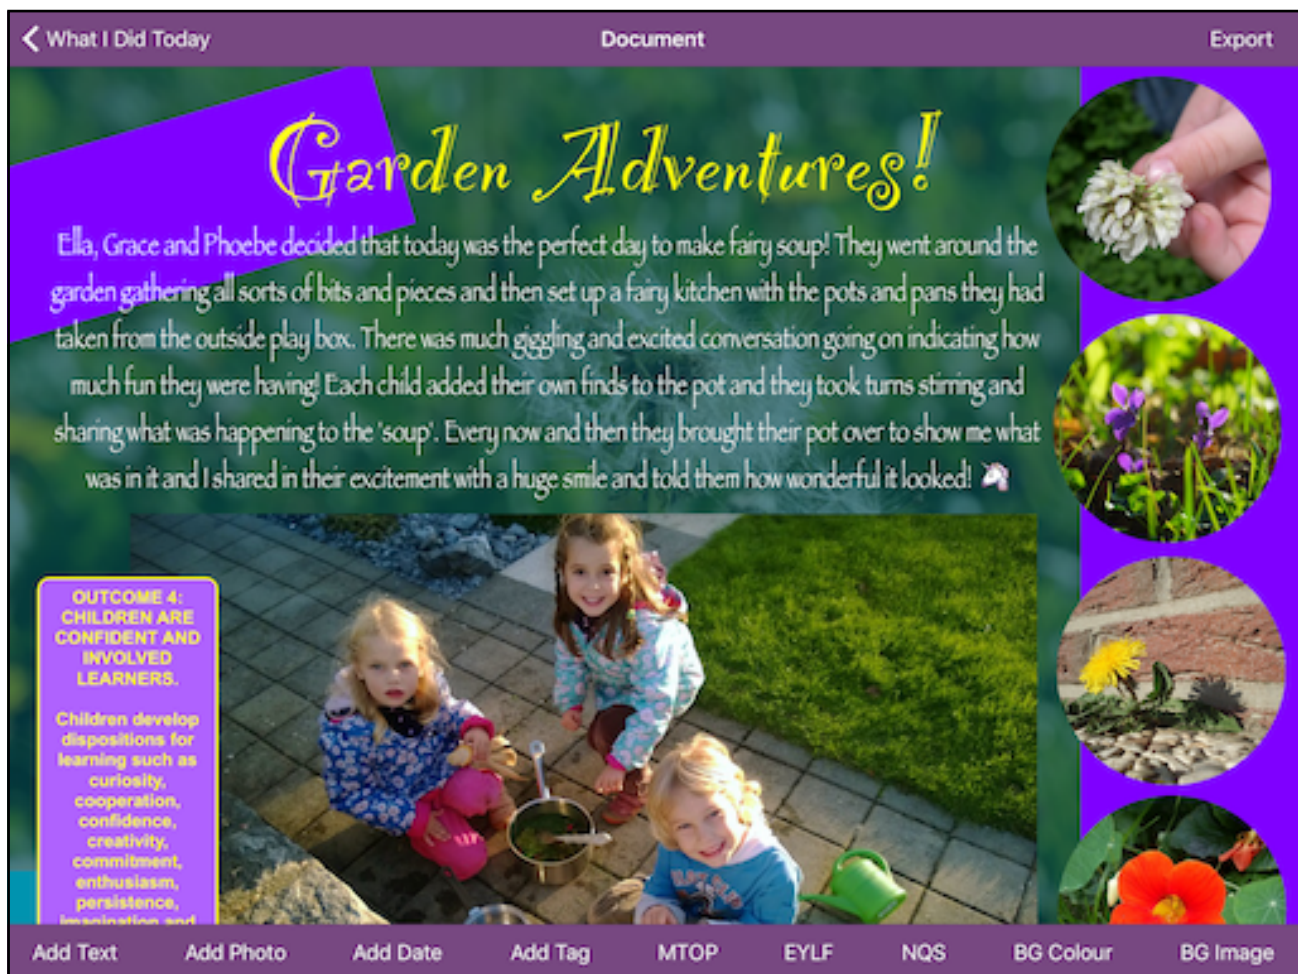 What I Did Today
Document
Export
Garden Adventures!
Ella, Grace and Phoebe decided that today was the perfect day to make fairy soup! They went around the
garden gathering all sorts of bits and pieces and then set up a fairy kitchen with the pots and pans they had
taken from the outside play box. There was much giggling and excited conversation going on indicating how
much fun they were having! Each child added their own finds to the pot and they took turns stirring and
sharing what was happening to the 'soup'. Every now and then they brought their pot over to show me what
was in it and I shared in their excitement with a huge smile and told them how wonderful it looked! 🦄
OUTCOME 4:
CHILDREN ARE
CONFIDENT AND
INVOLVED
LEARNERS.
Children develop
dispositions for
learning such as
curiosity,
cooperation,
confidence,
creativity,
commitment,
enthusiasm,
persistence,
imagination and
Add Text
Add Photo
Add Date
Add Tag
MTOP
EYLF
NQS
BG Colour
BG Image